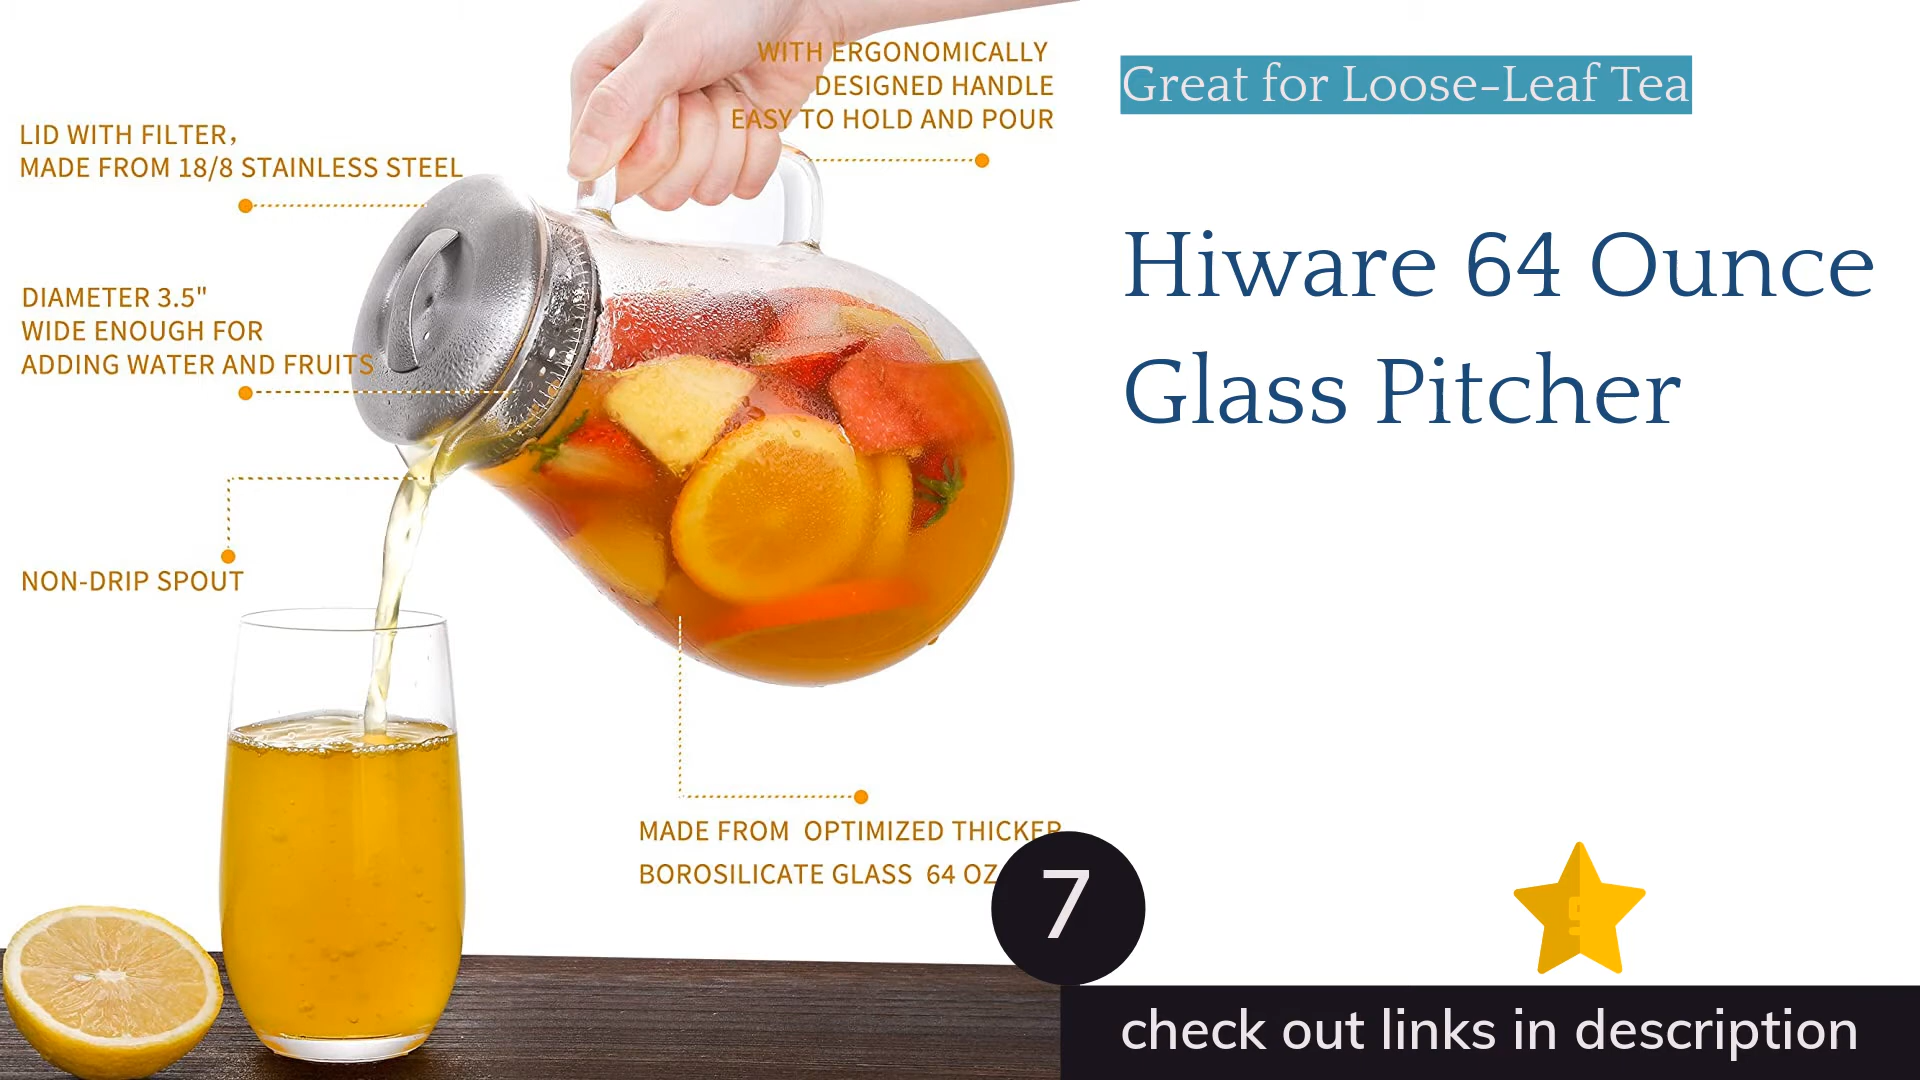 WITH ERGONOMICALLY
DESIGNED HANDLE
EASY TO HOLD AND POUR
LID WITH FILTER,
MADE FROM 18/8 STAINLESS STEEL
DIAMETER 3.5"
WIDE ENOUGH FOR
ADDING WATER AND FRUITS
NON-DRIP SPOUT
MADE FROM OPTIMIZED THICKER
BOROSILICATE GLASS 64 OZ
Great for Loose-Leaf Tea
Hiware 64 Ounce
Glass Pitcher
7
check out links in description